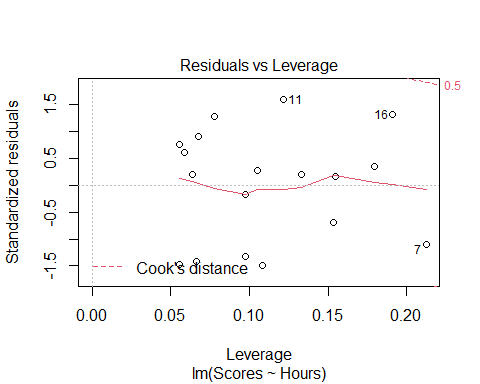 Residuals vs Leverage
Standardized residuals
1.5
0.5
-0.5
-1.5
0.5
11
16
7
Cook's distance
0.00
0.05
0.10
0.15
0.20
Leverage
lm(Scores ~ Hours)